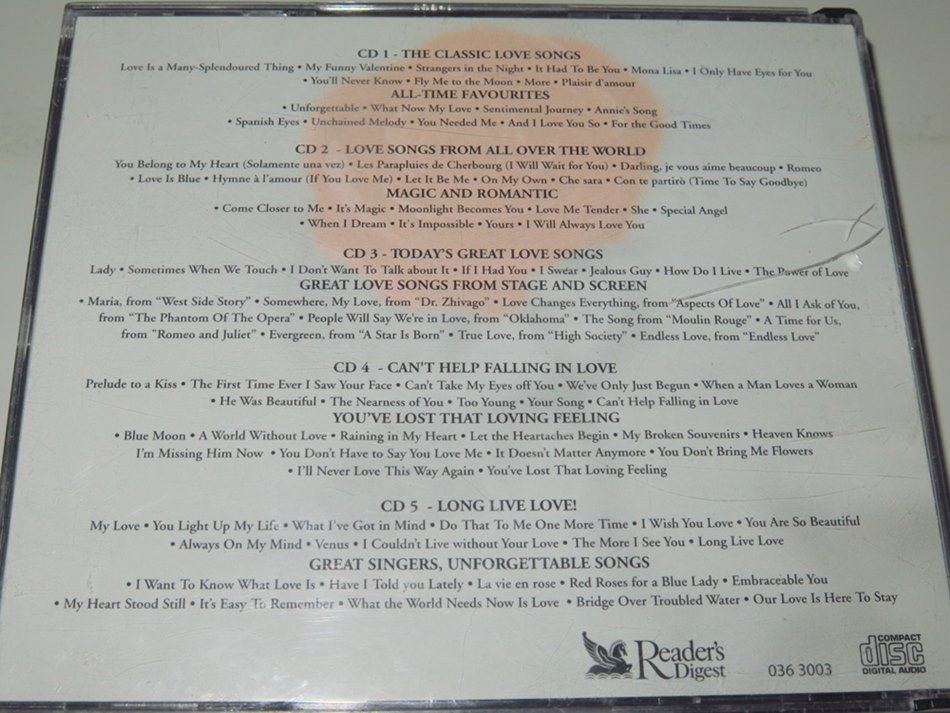 CD 1 - THE CLASSIC LOVE SONGS
Love Is a Many-Splendoured Thing • My Funny Valentine • Strangers in the Night • It Had To Be You • Mona Lisa • I Only Have Eyes for You
• You'll Never Know • Fly Me to the Moon • More • Plaisir d'amour
ALL-TIME FAVOURITES
• Unforgettable • What Now My Love • Sentimental Journey • Annie's Song
• Spanish Eyes • Unchained Melody • You Needed Me • And I Love You So • For the Good Times
CD 2 - LOVE SONGS FROM ALL OVER THE WORLD
You Belong to My Heart (Solamente una vez) • Les Parapluies de Cherbourg (I Will Wait for You) • Darling, je vous aime beaucoup • Romeo
• Love Is Blue • Hymne à l'amour (If You Love Me) • Let It Be Me • On My Own • Che sara • Con te partirò (Time To Say Goodbye)
MAGIC AND ROMANTIC
• Come Closer to Me • It's Magic • Moonlight Becomes You • Love Me Tender • She • Special Angel
• When I Dream • It's Impossible • Yours • I Will Always Love You
CD 3 - TODAY'S GREAT LOVE SONGS
Lady • Sometimes When We Touch • I Don't Want To Talk about It • If I Had You • I Swear • Jealous Guy • How Do I Live • The Power of Love
GREAT LOVE SONGS FROM STAGE AND SCREEN
• Maria, from "West Side Story" • Somewhere, My Love, from "Dr. Zhivago" • Love Changes Everything, from "Aspects Of Love" • All I Ask of You,
from "The Phantom Of The Opera" • People Will Say We're in Love, from "Oklahoma" • The Song from "Moulin Rouge" • A Time for Us,
from "Romeo and Juliet" • Evergreen, from "A Star Is Born" • True Love, from "High Society" • Endless Love, from "Endless Love"
CD 4 - CAN'T HELP FALLING IN LOVE
Prelude to a Kiss • The First Time Ever I Saw Your Face • Can't Take My Eyes off You • We've Only Just Begun • When a Man Loves a Woman
• He Was Beautiful • The Nearness of You • Too Young • Your Song • Can't Help Falling in Love
YOU'VE LOST THAT LOVING FEELING
• Blue Moon • A World Without Love • Raining in My Heart • Let the Heartaches Begin • My Broken Souvenirs • Heaven Knows
I'm Missing Him Now • You Don't Have to Say You Love Me • It Doesn't Matter Anymore • You Don't Bring Me Flowers
• I'll Never Love This Way Again • You've Lost That Loving Feeling
CD 5 - LONG LIVE LOVE!
My Love • You Light Up My Life • What I've Got in Mind • Do That To Me One More Time • I Wish You Love • You Are So Beautiful
• Always On My Mind • Venus • I Couldn't Live without Your Love • The More I See You • Long Live Love
GREAT SINGERS, UNFORGETTABLE SONGS
• I Want To Know What Love Is • Have I Told you Lately • La vie en rose • Red Roses for a Blue Lady • Embraceable You
• My Heart Stood Still • It's Easy To Remember • What the World Needs Now Is Love • Bridge Over Troubled Water • Our Love Is Here To Stay
Reader's
Digest
036 3003
COMPACT
disc
DIGITAL AUDIO